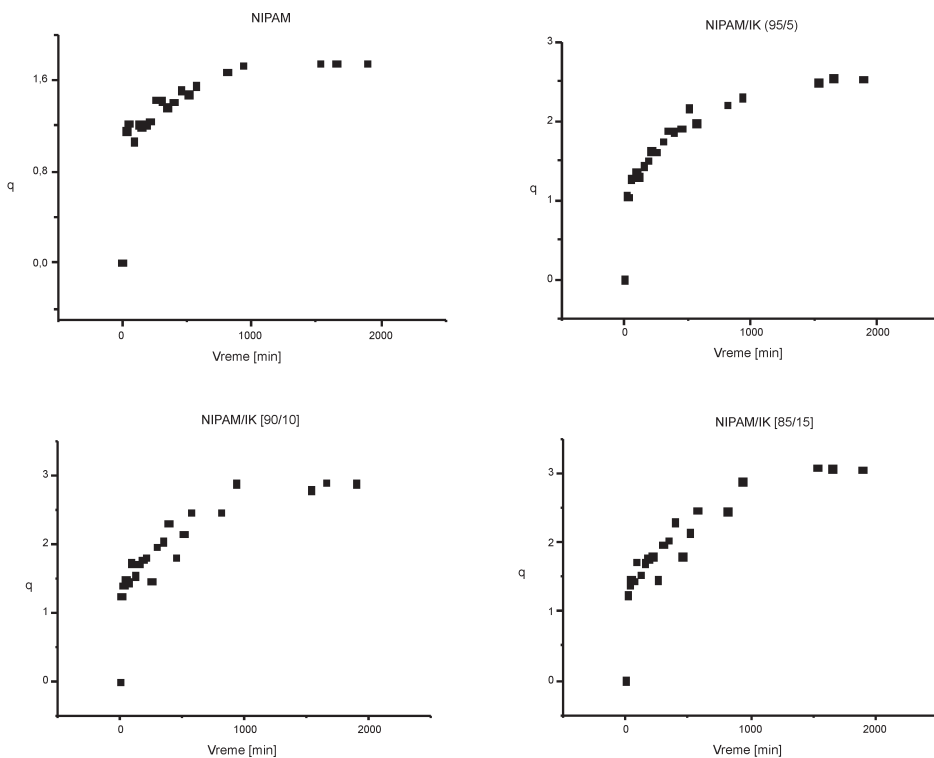 NIPAM
1,6
0,8
q
0,0
0
1000
2000
Vreme [min]
NIPAM/IK (95/5)
3
2
q
1
0
0
1000
2000
Vreme [min]
NIPAM/IK [90/10]
3
2
q
1
0
0
1000
2000
Vreme [min]
NIPAM/IK [85/15]
3
2
q
1
0
0
1000
2000
Vreme [min]